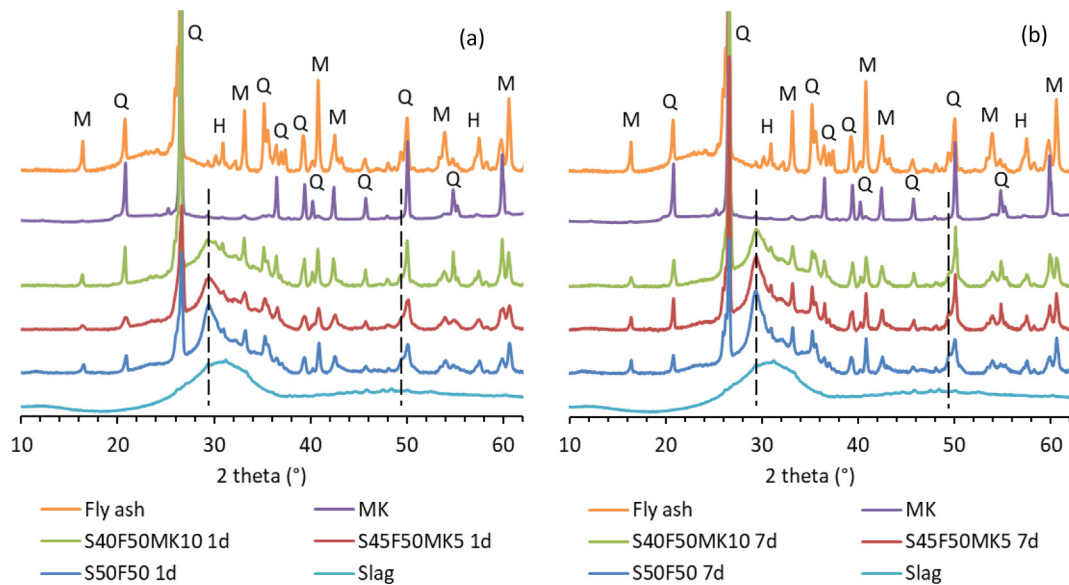 Q (a)
M Q M Q M M
H Q Q M Q M H
Q Q Q
10 20 30 40 50 60
2 theta (°)
Fly ash MK
S40F50MK10 1d S45F50MK5 1d
S50F50 1d Slag
Q (b)
M Q M Q M M
H Q Q M Q M H
Q Q Q
10 20 30 40 50 60
2 theta (°)
Fly ash MK
S40F50MK10 7d S45F50MK5 7d
S50F50 7d Slag